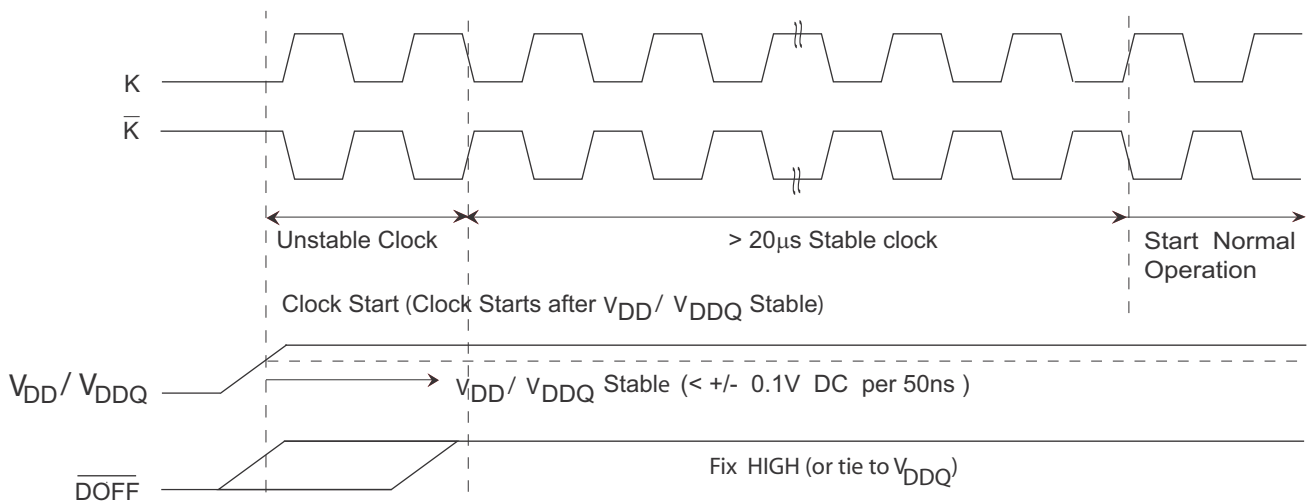 K
K̅
Unstable Clock
> 20μs Stable clock
Start Normal
Operation
Clock Start (Clock Starts after VDD / VDDQ Stable)
VDD / VDDQ
VDD / VDDQ Stable (< +/- 0.1V DC per 50ns )
Fix HIGH (or tie to VDDQ)
D̅O̅F̅F̅